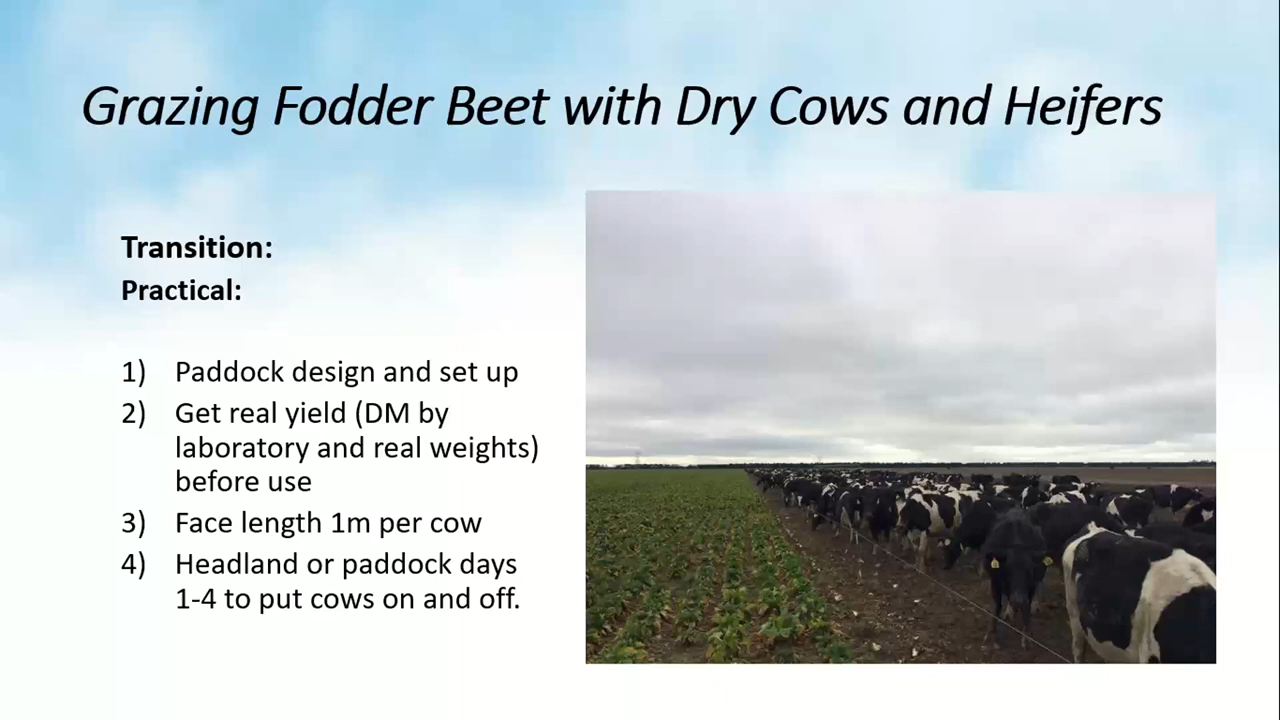 Grazing Fodder Beet with Dry Cows and Heifers
Transition:
Practical:
1) Paddock design and set up
2) Get real yield (DM by
laboratory and real weights)
before use
3) Face length 1m per cow
4) Headland or paddock days
1-4 to put cows on and off.